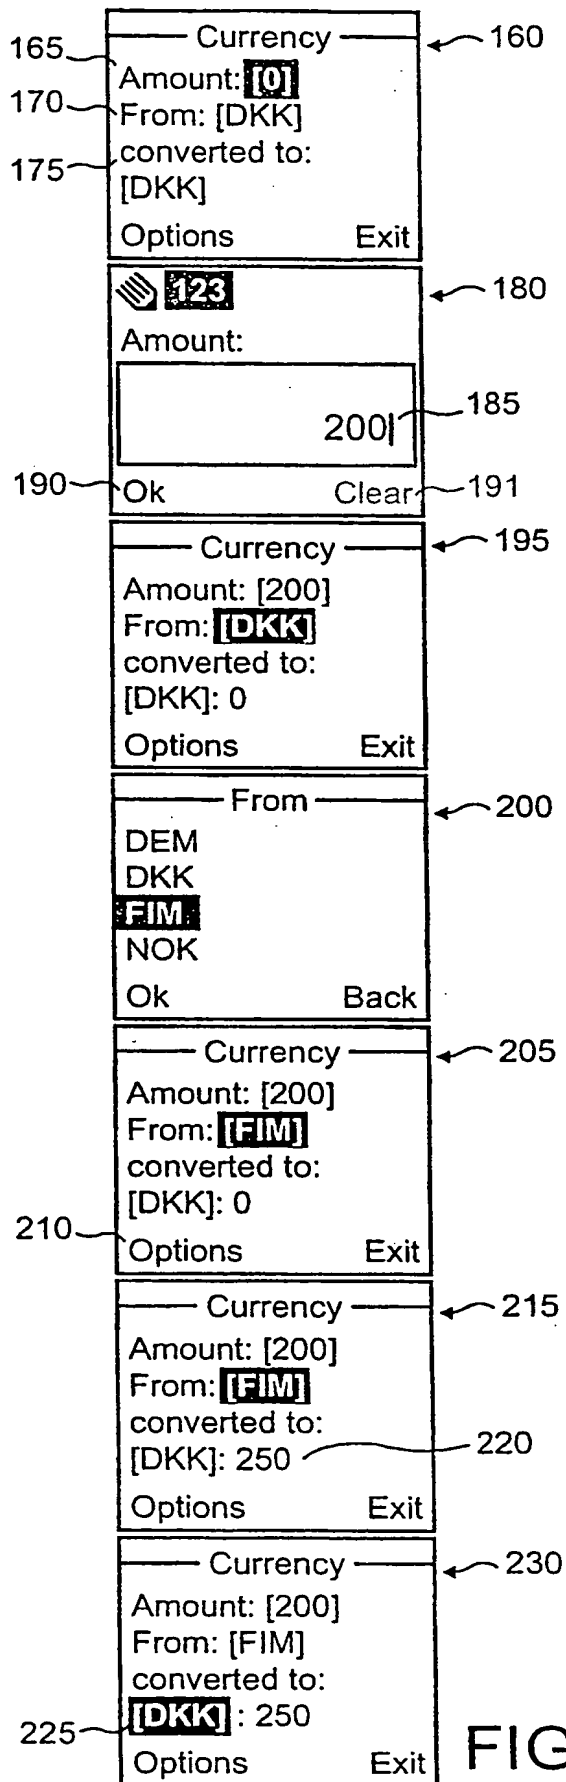 Currency 160
165 Amount: [0]
170 From: [DKK]
converted to:
175 [DKK]
Options Exit
123 180
Amount:
200 185
190 Ok Clear 191
Currency 195
Amount: [200]
From: [DKK]
converted to:
[DKK]: 0
Options Exit
From 200
DEM
DKK
FIM
NOK
Ok Back
Currency 205
Amount: [200]
From: [FIM]
converted to:
[DKK]: 0
210 Options Exit
Currency 215
Amount: [200]
From: [FIM]
converted to:
[DKK]: 250 220
Options Exit
Currency 230
Amount: [200]
From: [FIM]
converted to:
225 [DKK] : 250
Options Exit
FIG